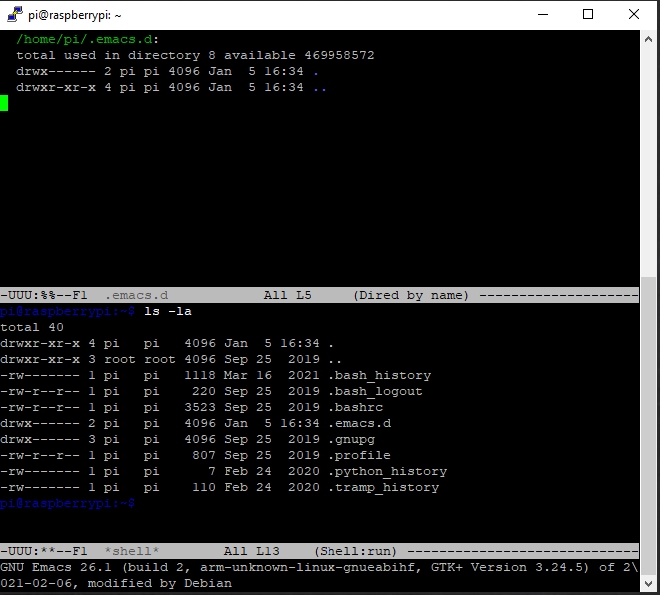 pi@raspberrypi: ~
/home/pi/.emacs.d:
total used in directory 8 available 469958572
drwx------ 2 pi pi 4096 Jan  5 16:34 .
drwxr-xr-x 4 pi pi 4096 Jan  5 16:34 ..
-UUU:%%--F1  .emacs.d            All L5     (Dired by name) --------------------
pi@raspberrypi:~$ ls -la
total 40
drwxr-xr-x 4 pi   pi   4096 Jan  5 16:34 .
drwxr-xr-x 3 root root 4096 Sep 25  2019 ..
-rw------- 1 pi   pi   1118 Mar 16  2021 .bash_history
-rw-r--r-- 1 pi   pi    220 Sep 25  2019 .bash_logout
-rw-r--r-- 1 pi   pi   3523 Sep 25  2019 .bashrc
drwx------ 2 pi   pi   4096 Jan  5 16:34 .emacs.d
drwx------ 3 pi   pi   4096 Sep 25  2019 .gnupg
-rw-r--r-- 1 pi   pi    807 Sep 25  2019 .profile
-rw------- 1 pi   pi      7 Feb 24  2020 .python_history
-rw------- 1 pi   pi    110 Feb 24  2020 .tramp_history
pi@raspberrypi:~$
-UUU:**--F1  *shell*        All L13    (Shell:run) -----------------------------
GNU Emacs 26.1 (build 2, arm-unknown-linux-gnueabihf, GTK+ Version 3.24.5) of 2\
021-02-06, modified by Debian